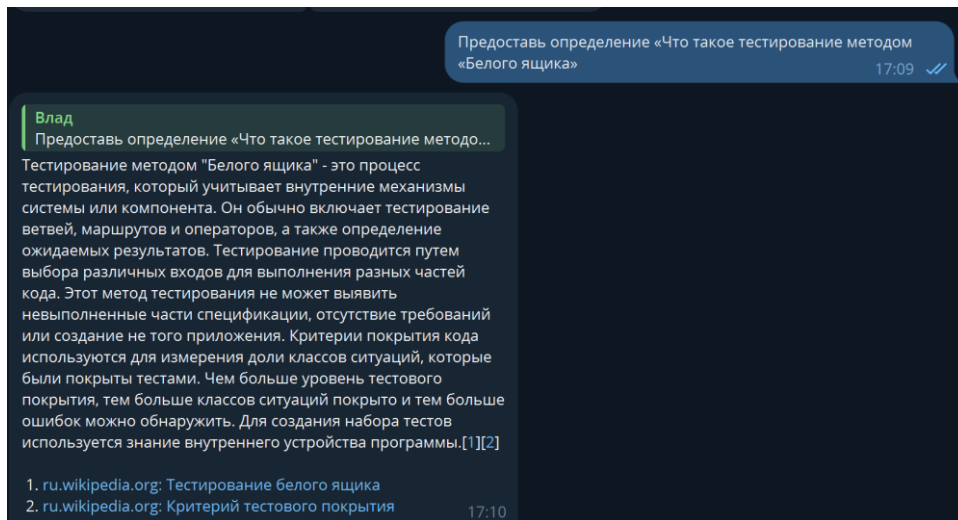 Предоставь определение «Что такое тестирование методом
«Белого ящика»
17:09
Влад
Предоставь определение «Что такое тестирование методо...
Тестирование методом "Белого ящика" - это процесс
тестирования, который учитывает внутренние механизмы
системы или компонента. Он обычно включает тестирование
ветвей, маршрутов и операторов, а также определение
ожидаемых результатов. Тестирование проводится путем
выбора различных входов для выполнения разных частей
кода. Этот метод тестирования не может выявить
невыполненные части спецификации, отсутствие требований
или создание не того приложения. Критерии покрытия кода
используются для измерения доли классов ситуаций, которые
были покрыты тестами. Чем больше уровень тестового
покрытия, тем больше классов ситуаций покрыто и тем больше
ошибок можно обнаружить. Для создания набора тестов
используется знание внутреннего устройства программы.[1][2]
1. ru.wikipedia.org: Тестирование белого ящика
2. ru.wikipedia.org: Критерий тестового покрытия
17:10